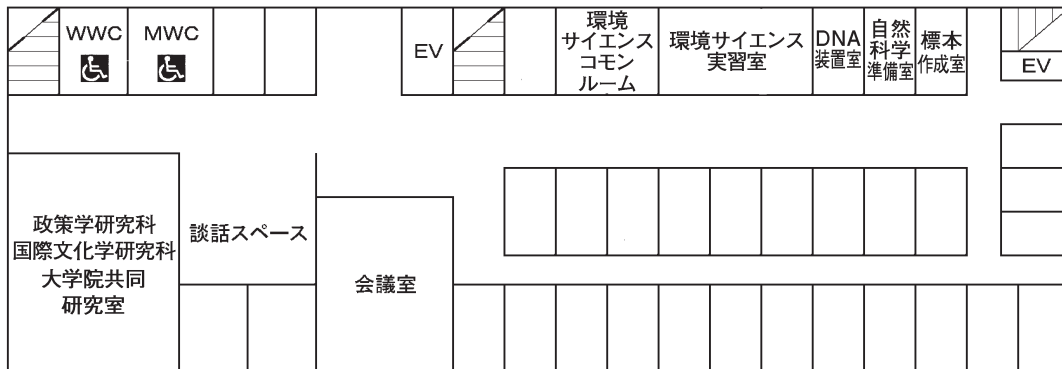 WWC
MWC
EV
環境
サイエンス
コモン
ルーム
環境サイエンス
実習室
DNA
装置室
自然
科学
準備室
標本
作成室
EV
政策学研究科
国際文化学研究科
大学院共同
研究室
談話スペース
会議室